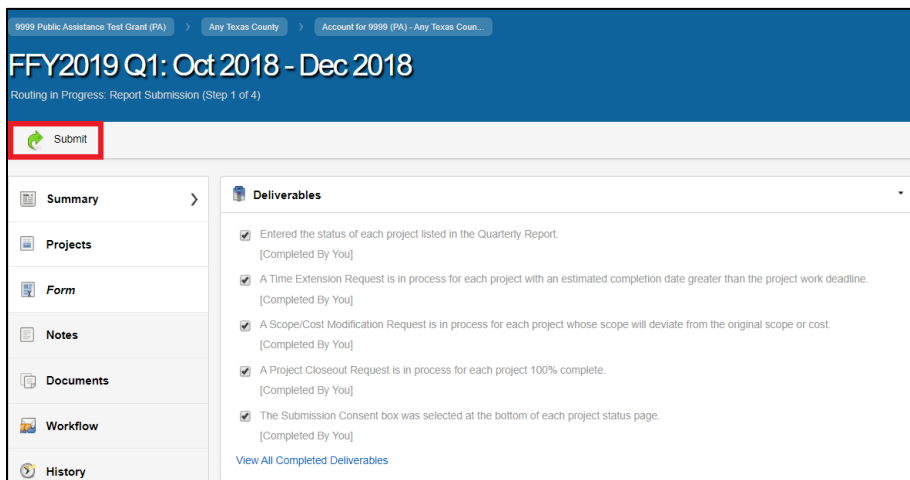 9999 Public Assistance Test Grant (PA) > Any Texas County > Account for 9999 (PA) - Any Texas Coun...
FFY2019 Q1: Oct 2018 - Dec 2018
Routing in Progress: Report Submission (Step 1 of 4)
Submit
Summary
Projects
Form
Notes
Documents
Workflow
History
Deliverables
Entered the status of each project listed in the Quarterly Report.
[Completed By You]
A Time Extension Request is in process for each project with an estimated completion date greater than the project work deadline.
[Completed By You]
A Scope/Cost Modification Request is in process for each project whose scope will deviate from the original scope or cost.
[Completed By You]
A Project Closeout Request is in process for each project 100% complete.
[Completed By You]
The Submission Consent box was selected at the bottom of each project status page.
[Completed By You]
View All Completed Deliverables